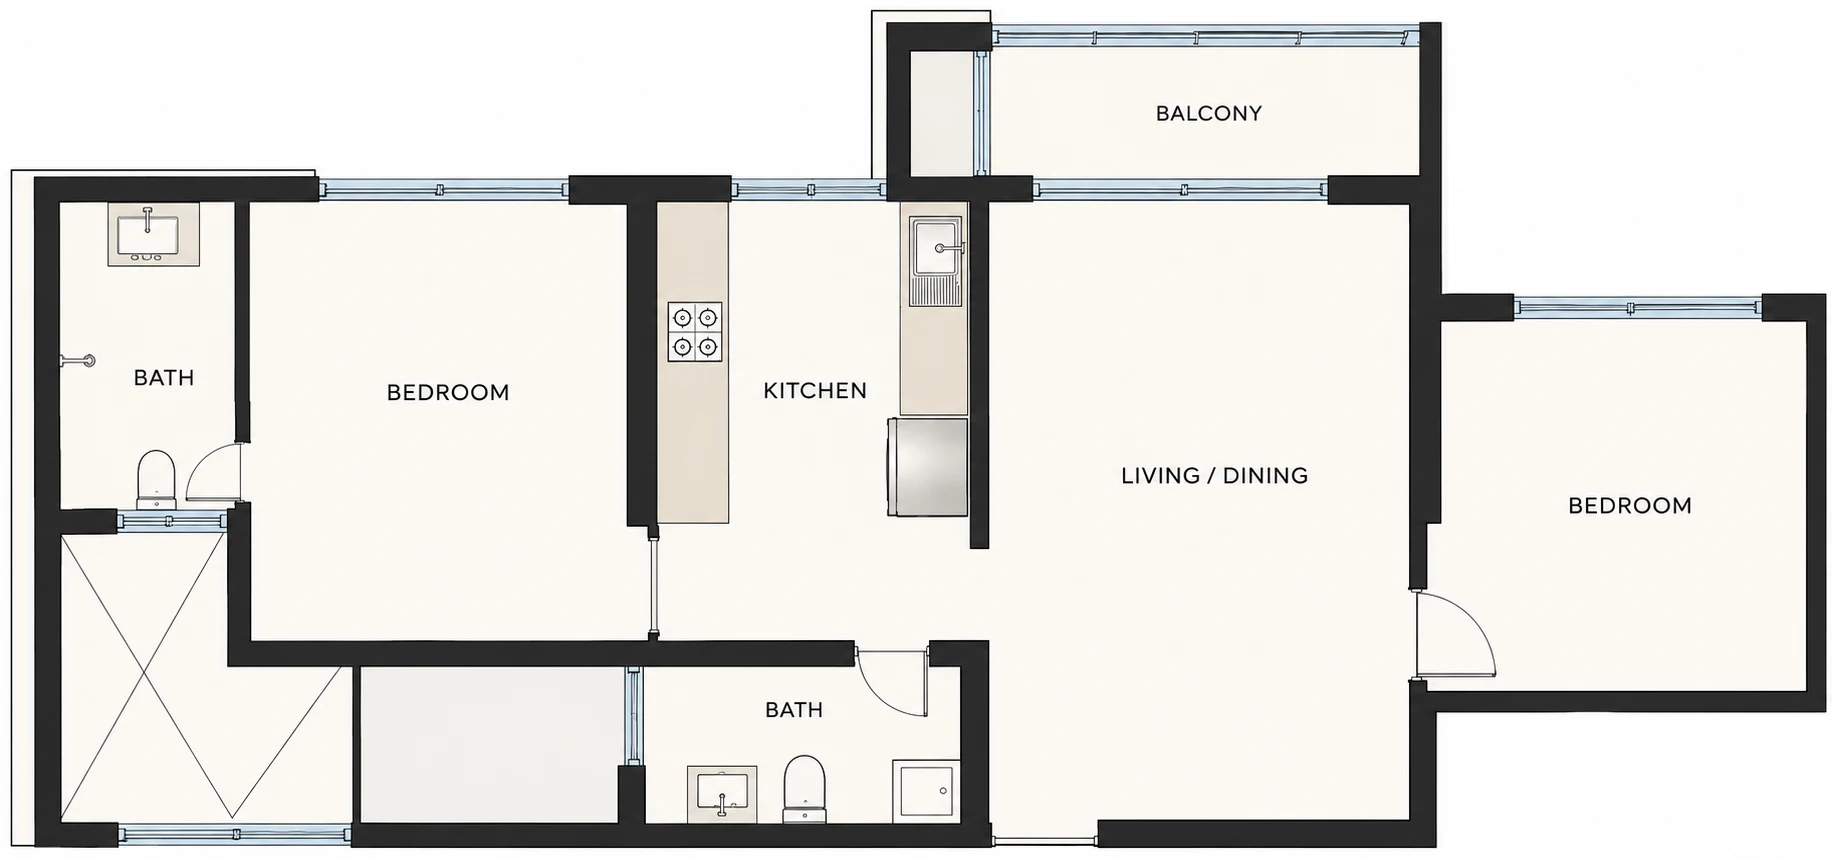 BALCONY
BATH
BEDROOM
KITCHEN
LIVING / DINING
BEDROOM
BATH